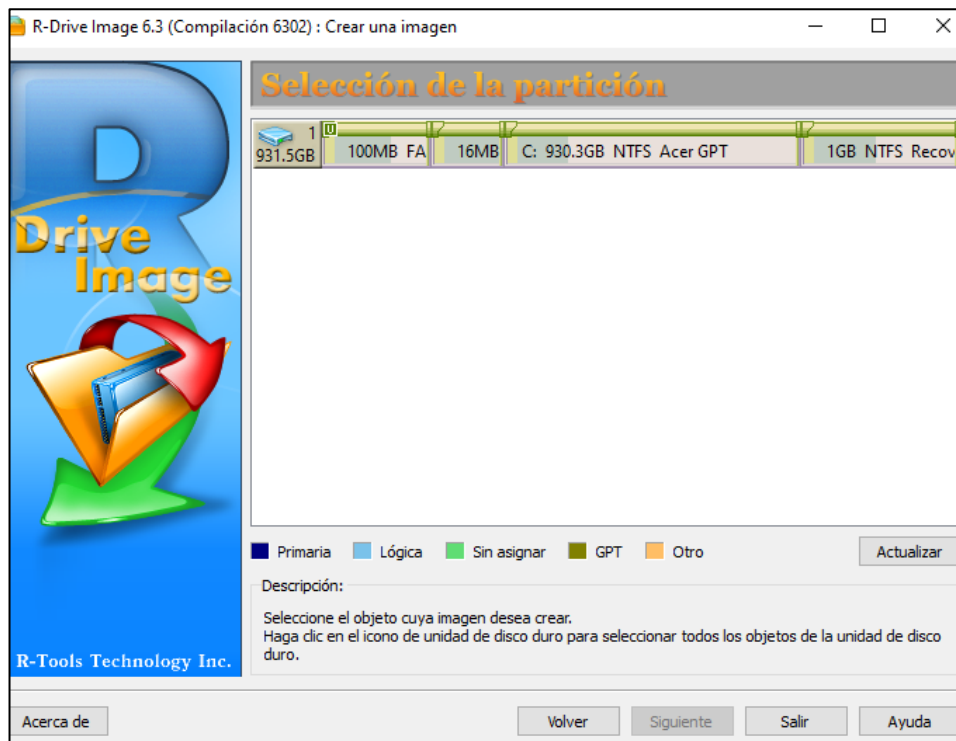 R-Drive Image 6.3 (Compilación 6302) : Crear una imagen
R
Drive
Image
R-Tools Technology Inc.
Selección de la partición
1
931.5GB
U
100MB FA
16MB
C: 930.3GB NTFS Acer GPT
1GB NTFS Recov
Primaria
Lógica
Sin asignar
GPT
Otro
Actualizar
Descripción:
Seleccione el objeto cuya imagen desea crear.
Haga clic en el icono de unidad de disco duro para seleccionar todos los objetos de la unidad de disco
duro.
Acerca de
Volver
Siguiente
Salir
Ayuda